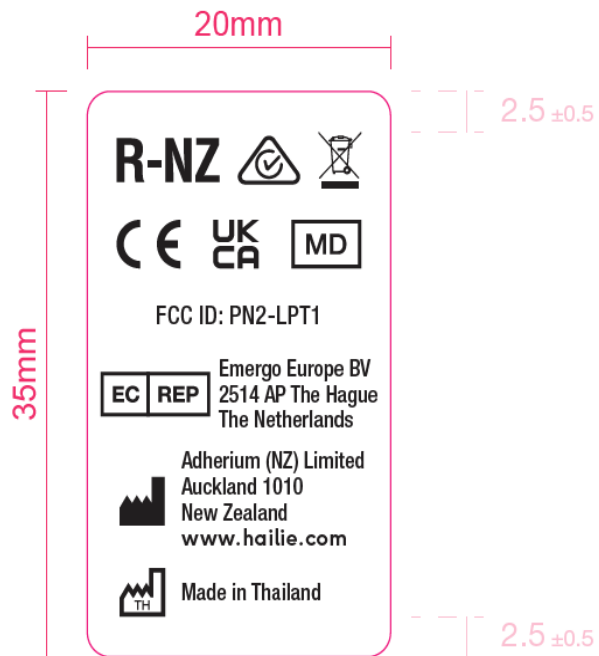 20mm
2.5 ±0.5
R-NZ
CE UK CA MD
FCC ID: PN2-LPT1
35mm
EC REP
Emergo Europe BV
2514 AP The Hague
The Netherlands
Adherium (NZ) Limited
Auckland 1010
New Zealand
www.hailie.com
TH
Made in Thailand
2.5 ±0.5